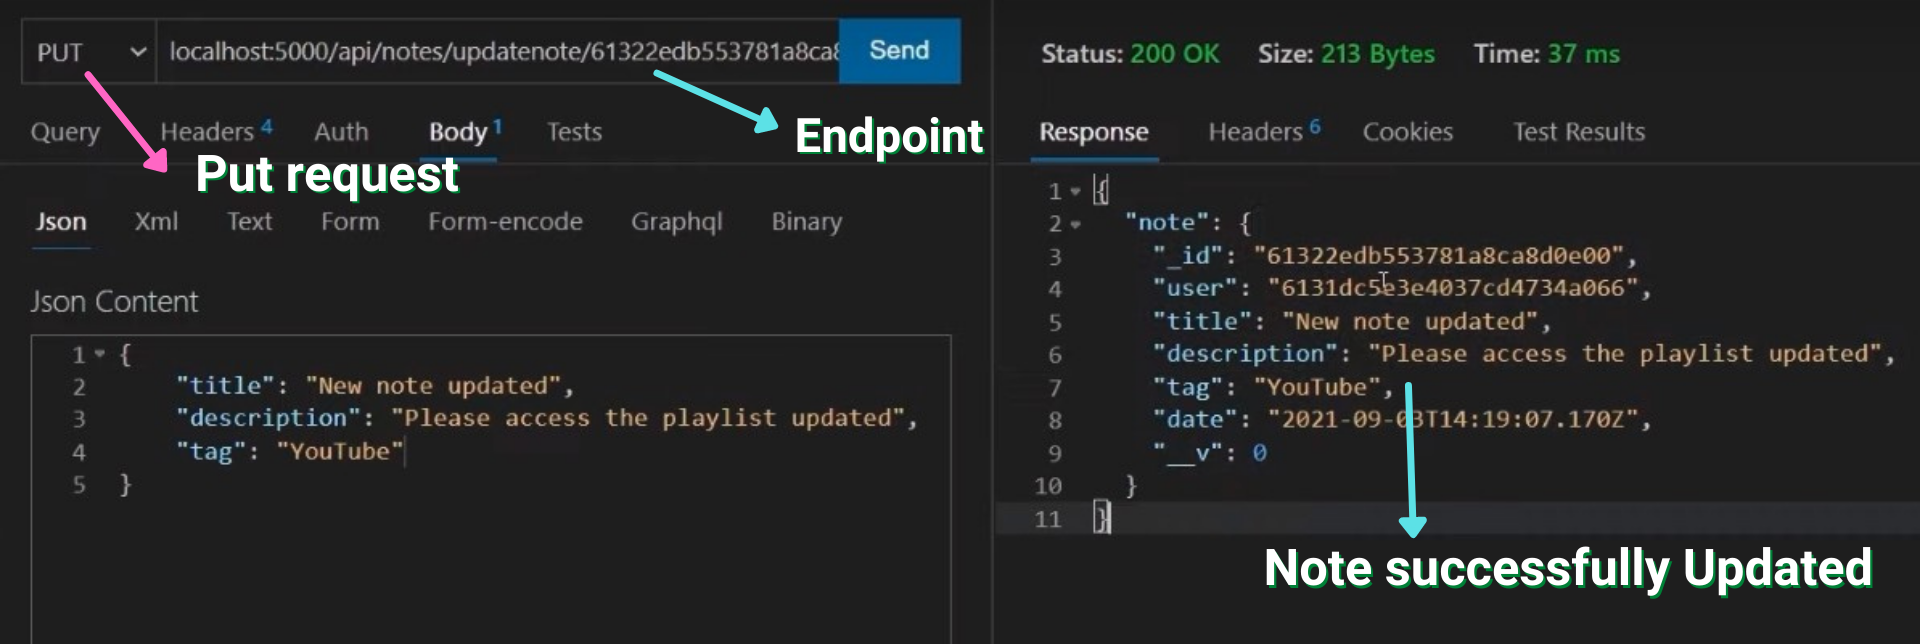 PUT
localhost:5000/api/notes/updatenote/61322edb553781a8ca8
Send
Query Headers 4 Auth Body 1 Tests
Endpoint
Put request
Json Xml Text Form Form-encode Graphql Binary
Json Content
1 {
2 "title": "New note updated",
3 "description": "Please access the playlist updated",
4 "tag": "YouTube"
5 }
Status: 200 OK Size: 213 Bytes Time: 37 ms
Response Headers 6 Cookies Test Results
1 {
2 "note": {
3 "_id": "61322edb553781a8ca8d0e00",
4 "user": "6131dc5e3e4037cd4734a066",
5 "title": "New note updated",
6 "description": "Please access the playlist updated",
7 "tag": "YouTube",
8 "date": "2021-09-03T14:19:07.170Z",
9 "__v": 0
10 }
11 }
Note successfully Updated